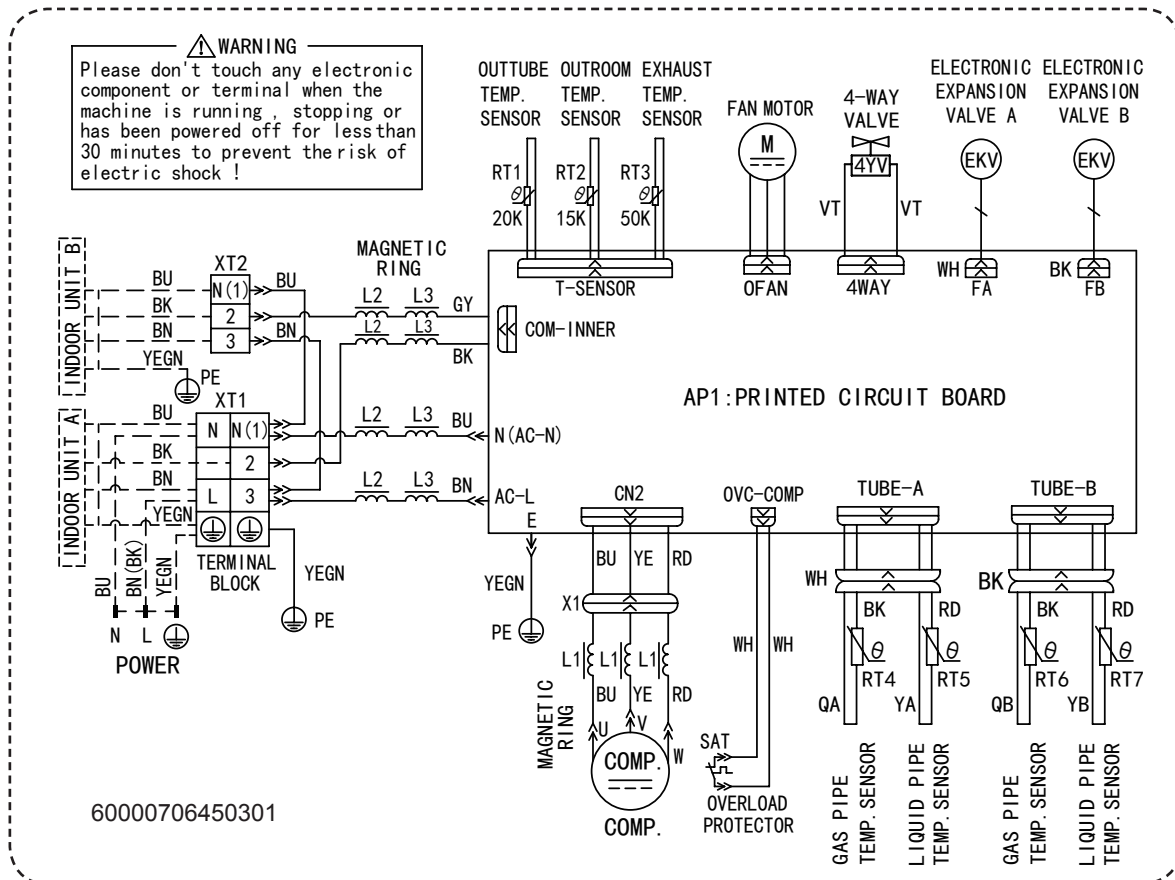 WARNING
Please don't touch any electronic
component or terminal when the
machine is running , stopping or
has been powered off for less than
30 minutes to prevent the risk of
electric shock !
OUTTUBE
TEMP.
SENSOR
OUTROOM
TEMP.
SENSOR
EXHAUST
TEMP.
SENSOR
FAN MOTOR
4-WAY
VALVE
ELECTRONIC
EXPANSION
VALVE A
ELECTRONIC
EXPANSION
VALVE B
RT1
θ
20K
RT2
θ
15K
RT3
θ
50K
M
4YV
VT
VT
EKV
EKV
T-SENSOR
OFAN
4WAY
WH
FA
BK
FB
INDOOR UNIT B
BU
BK
BN
YEGN
PE
XT2
N(1)
2
3
BU
BN
MAGNETIC
RING
L2
L3
GY
L2
L3
BK
COM-INNER
AP1:PRINTED CIRCUIT BOARD
INDOOR UNIT A
BU
BK
BN
YEGN
XT1
N
N(1)
2
L
3
TERMINAL
BLOCK
YEGN
PE
L2
L3
BU
N(AC-N)
L2
L3
BN
AC-L
E
YEGN
PE
BU
BN(BK)
YEGN
N
L
POWER
CN2
BU
YE
RD
X1
L1
L1
L1
BU
YE
RD
MAGNETIC
RING
U
V
W
COMP.
COMP.
OVC-COMP
WH
WH
SAT
OVERLOAD
PROTECTOR
TUBE-A
WH
BK
RD
θ
RT4
θ
RT5
QA
YA
GAS PIPE
TEMP. SENSOR
LIQUID PIPE
TEMP. SENSOR
TUBE-B
BK
BK
RD
θ
RT6
θ
RT7
QB
YB
GAS PIPE
TEMP. SENSOR
LIQUID PIPE
TEMP. SENSOR
60000706450301